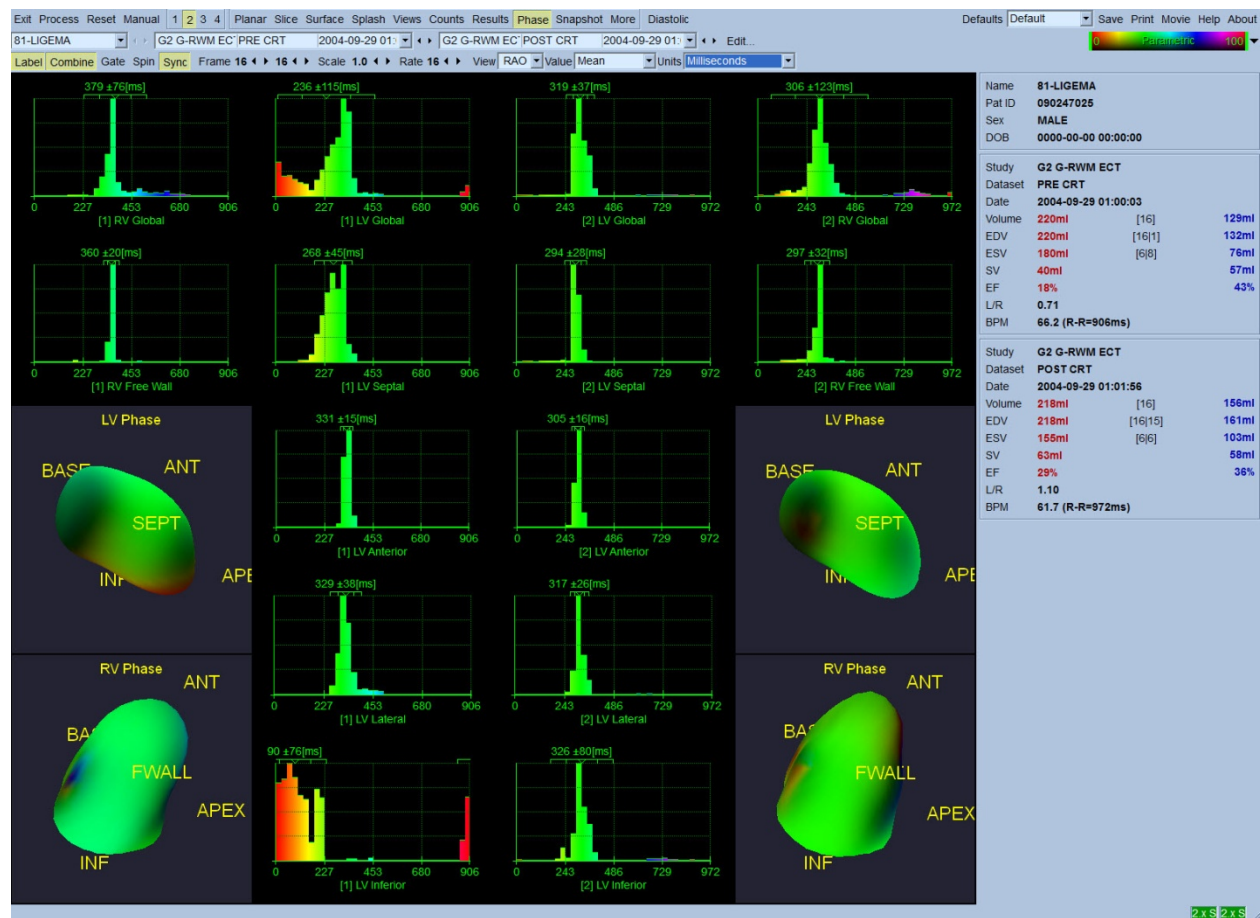 Exit Process Reset Manual 1 2 3 4 Planar Slice Surface Splash Views Counts Results Phase Snapshot More Diastolic Defaults Default Save Print Movie Help About
81-LIGEMA G2 G-RWM EC PRE CRT 2004-09-29 01: G2 G-RWM EC POST CRT 2004-09-29 01: Edit... 0 Parametric 100
Label Combine Gate Spin Sync Frame 16 16 Scale 1.0 Rate 16 View RAO Value Mean Units Milliseconds
379 ±76[ms] 236 ±115[ms] 319 ±37[ms] 306 ±123[ms]
0 227 453 680 906 0 227 453 680 906 0 243 486 729 972 0 243 486 729 972
[1] RV Global [1] LV Global [2] LV Global [2] RV Global
360 ±20[ms] 268 ±45[ms] 294 ±28[ms] 297 ±32[ms]
0 227 453 680 906 0 227 453 680 906 0 243 486 729 972 0 243 486 729 972
[1] RV Free Wall [1] LV Septal [2] LV Septal [2] RV Free Wall
LV Phase
BASE ANT
SEPT
INF APE
331 ±15[ms] 305 ±16[ms]
0 227 453 680 906 0 243 486 729 972
[1] LV Anterior [2] LV Anterior
LV Phase
BASE ANT
SEPT
INF APE
329 ±38[ms] 317 ±26[ms]
0 227 453 680 906 0 243 486 729 972
[1] LV Lateral [2] LV Lateral
RV Phase
ANT
BA
FWALL
APEX
INF
90 ±76[ms] 326 ±80[ms]
0 227 453 680 906 0 243 486 729 972
[1] LV Inferior [2] LV Inferior
RV Phase
ANT
BA
FWALL
APEX
INF
Name 81-LIGEMA
Pat ID 090247025
Sex MALE
DOB 0000-00-00 00:00:00
Study G2 G-RWM ECT
Dataset PRE CRT
Date 2004-09-29 01:00:03
Volume 220ml [16] 129ml
EDV 220ml [16|1] 132ml
ESV 180ml [6|8] 76ml
SV 40ml 57ml
EF 18% 43%
L/R 0.71
BPM 66.2 (R-R=906ms)
Study G2 G-RWM ECT
Dataset POST CRT
Date 2004-09-29 01:01:56
Volume 218ml [16] 156ml
EDV 218ml [16|15] 161ml
ESV 155ml [6|6] 103ml
SV 63ml 58ml
EF 29% 36%
L/R 1.10
BPM 61.7 (R-R=972ms)
2 x S 2 x S